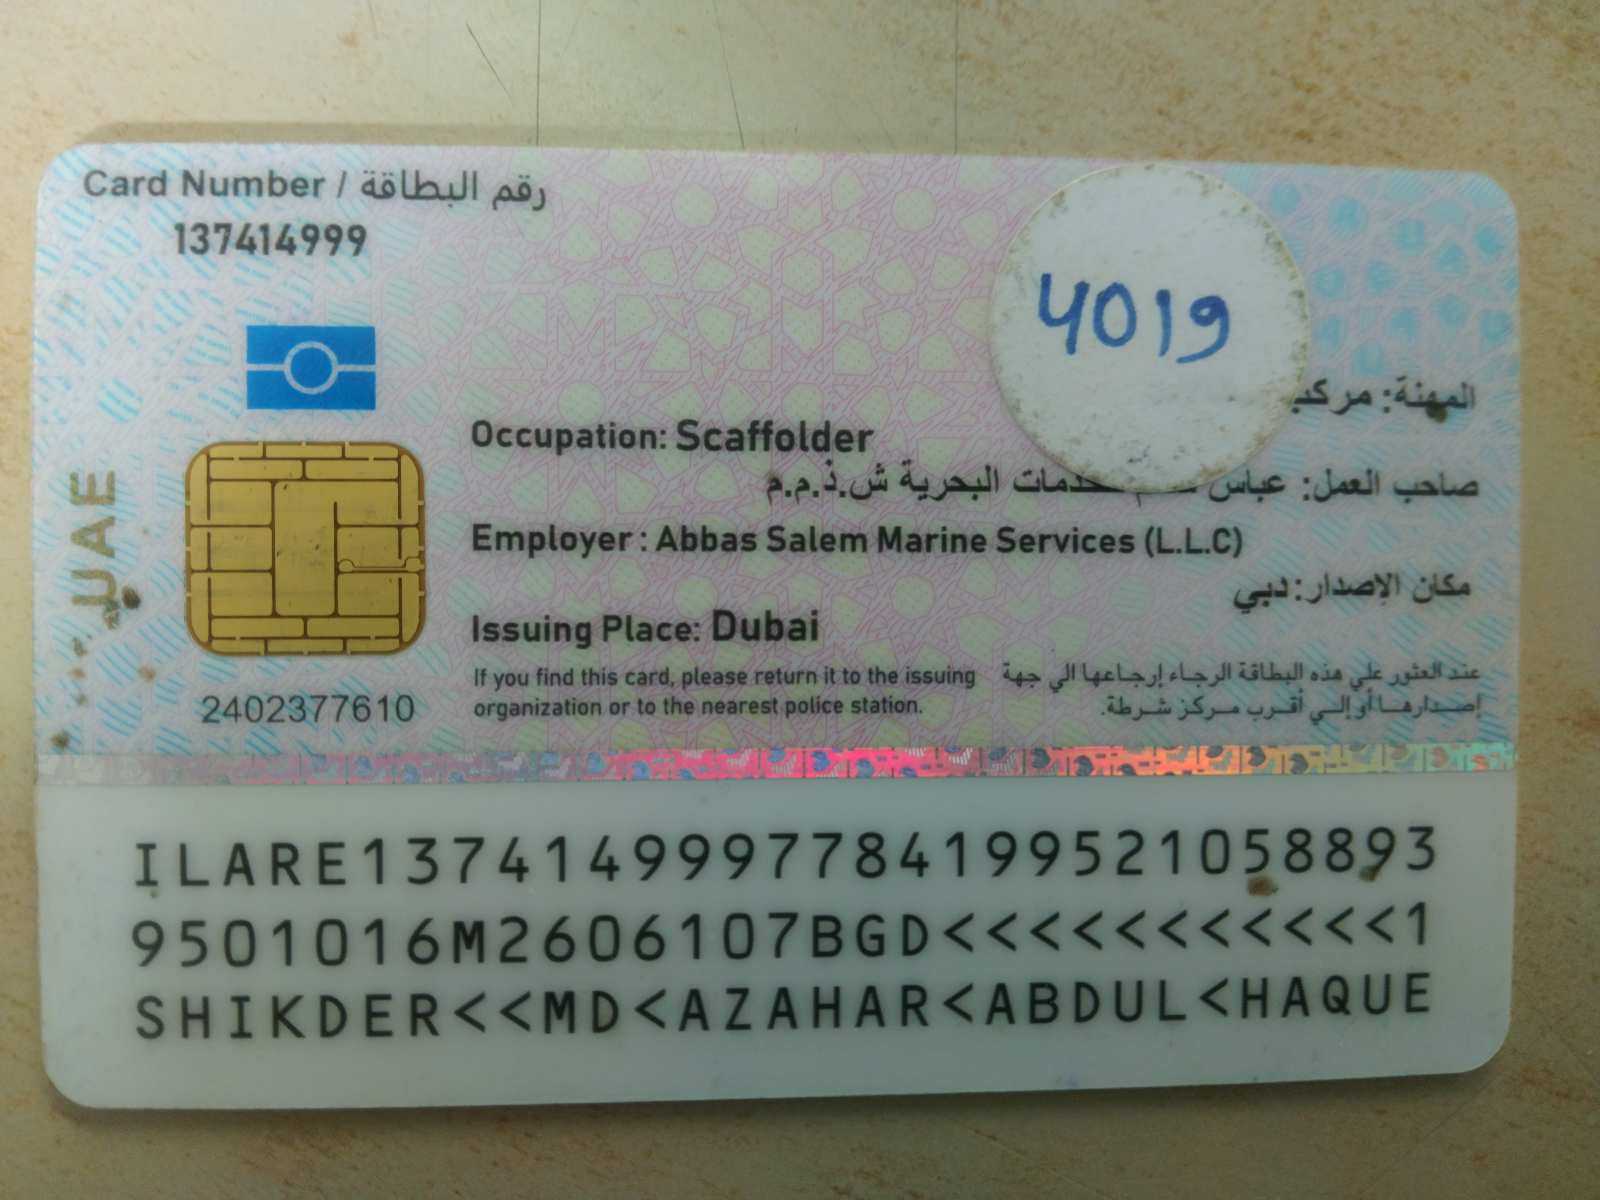 Card Number / رقم البطاقة
137414999
4019
المهنة: مركب
Occupation: Scaffolder
صاحب العمل: عباس خدمات البحرية ش.ذ.م.م
Employer: Abbas Salem Marine Services (L.L.C)
مكان الإصدار: دبي
Issuing Place: Dubai
If you find this card, please return it to the issuing
organization or to the nearest police station.
عند العثور علي هذه البطاقة الرجاء إرجاعها الي جهة
إصدارها أو إلي أقرب مركز شرطة.
UAE
2402377610
ILARE1374149997784199521058893
9501016M2606107BGD<<<<<<<<<<<1
SHIKDER<<MD<AZAHAR<ABDUL<HAQUE